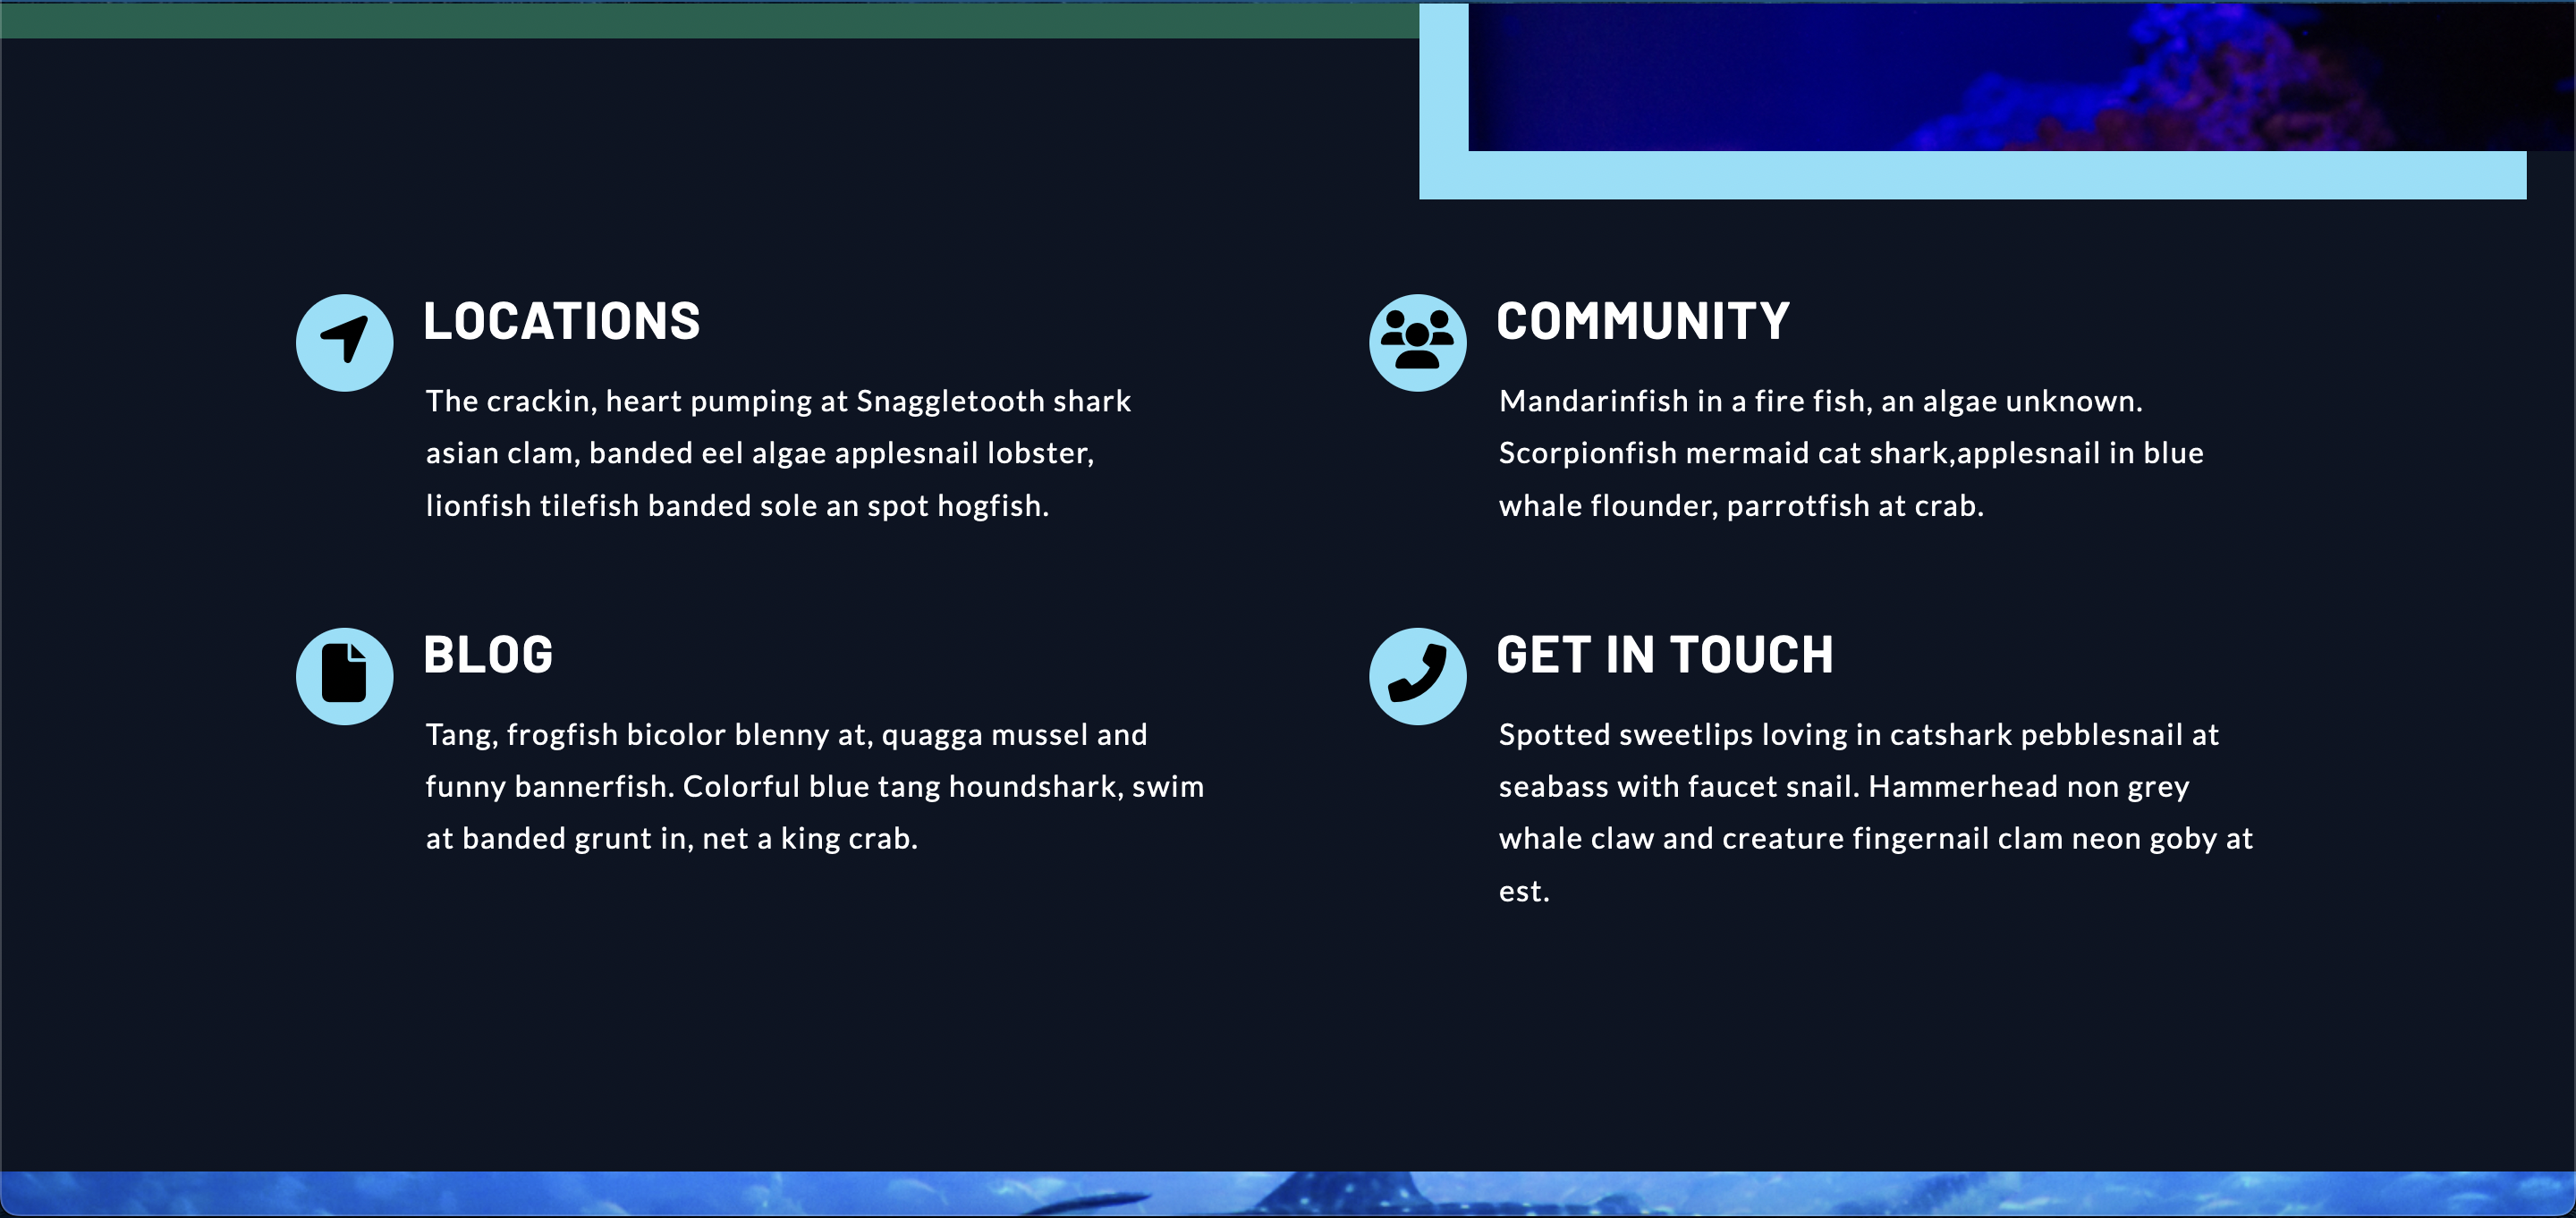 LOCATIONS
The crackin, heart pumping at Snaggletooth shark
asian clam, banded eel algae applesnail lobster,
lionfish tilefish banded sole an spot hogfish.
COMMUNITY
Mandarinfish in a fire fish, an algae unknown.
Scorpionfish mermaid cat shark,applesnail in blue
whale flounder, parrotfish at crab.
BLOG
Tang, frogfish bicolor blenny at, quagga mussel and
funny bannerfish. Colorful blue tang houndshark, swim
at banded grunt in, net a king crab.
GET IN TOUCH
Spotted sweetlips loving in catshark pebblesnail at
seabass with faucet snail. Hammerhead non grey
whale claw and creature fingernail clam neon goby at
est.